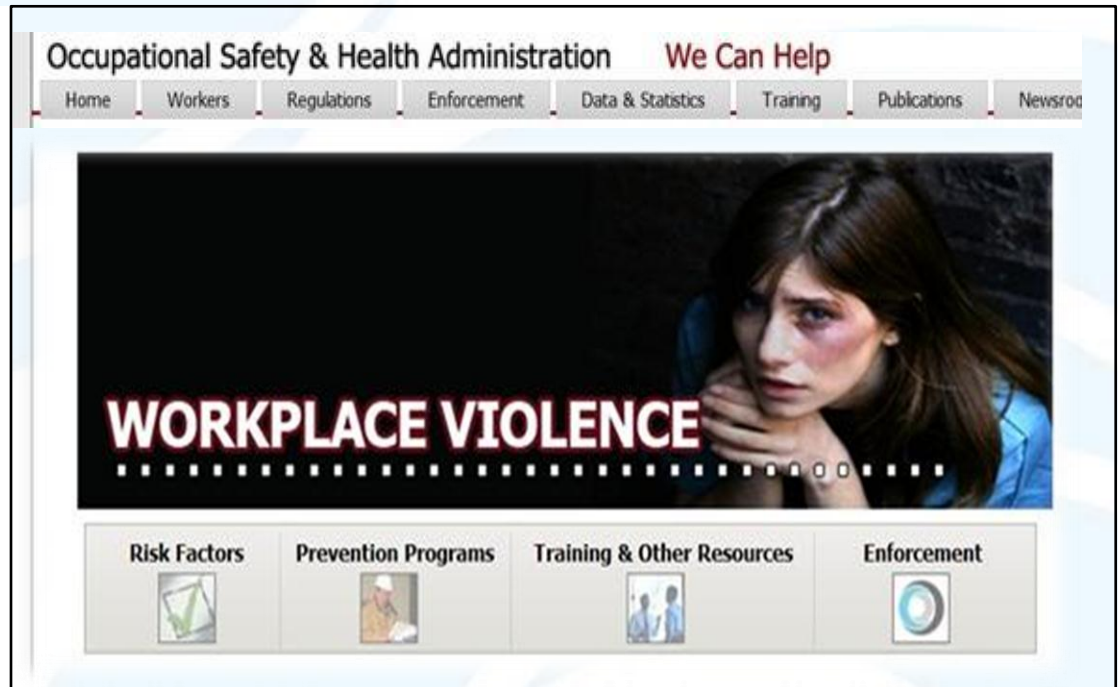 Occupational Safety & Health Administration We Can Help
Home Workers Regulations Enforcement Data & Statistics Training Publications Newsroo
WORKPLACE VIOLENCE
Risk Factors Prevention Programs Training & Other Resources Enforcement